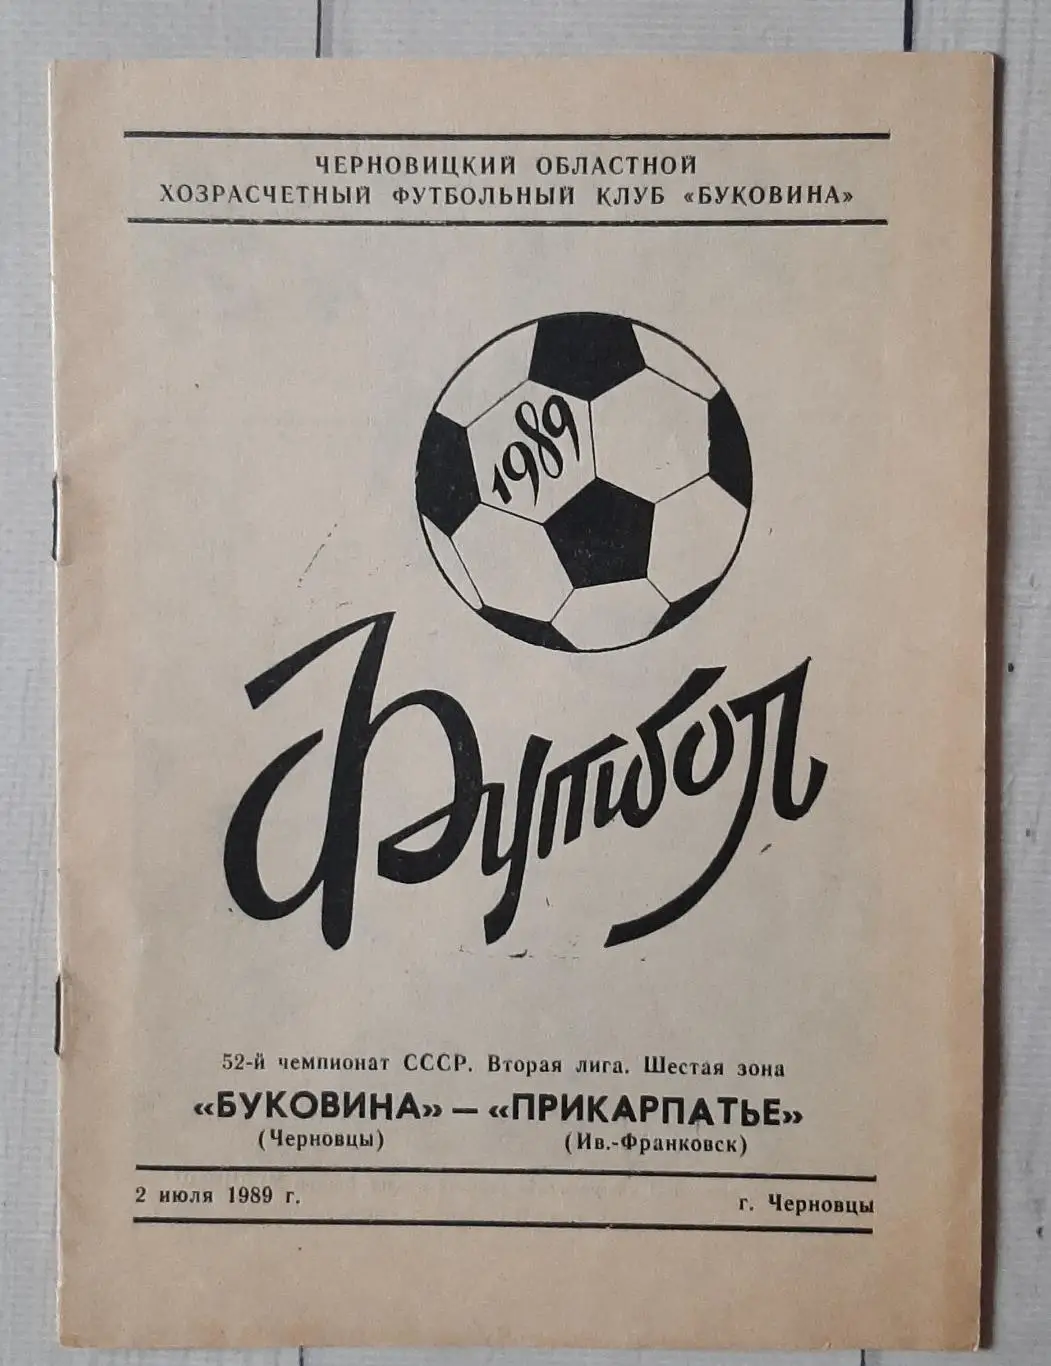 ЧЕРНОВИЦКИЙ ОБЛАСТНОЙ
ХОЗРАСЧЕТНЫЙ ФУТБОЛЬНЫЙ КЛУБ «БУКОВИНА»
1989
Футбол
52-й чемпионат СССР. Вторая лига. Шестая зона
«БУКОВИНА» — «ПРИКАРПАТЬЕ»
(Черновцы) (Ив.-Франковск)
2 июля 1989 г. г. Черновцы